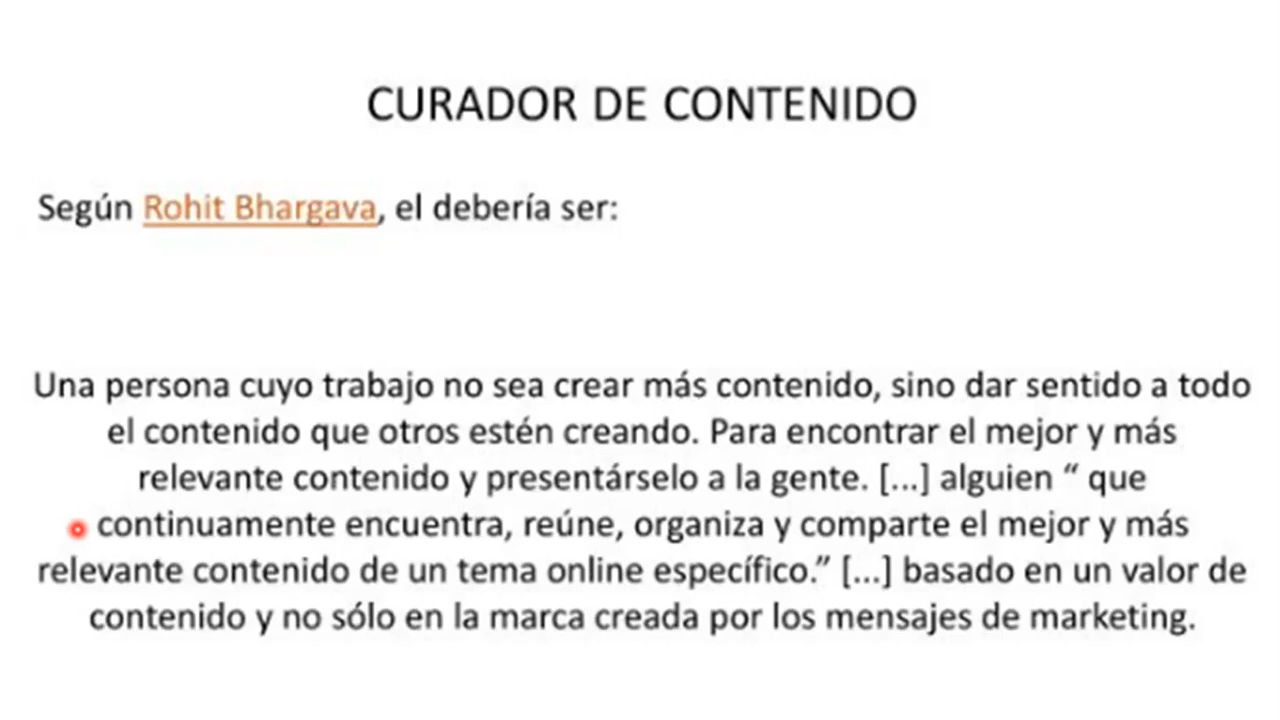 CURADOR DE CONTENIDO
Según Rohit Bhargava, el debería ser:
Una persona cuyo trabajo no sea crear más contenido, sino dar sentido a todo
el contenido que otros estén creando. Para encontrar el mejor y más
relevante contenido y presentárselo a la gente. [...] alguien “ que
continuamente encuentra, reúne, organiza y comparte el mejor y más
relevante contenido de un tema online específico.” [...] basado en un valor de
contenido y no sólo en la marca creada por los mensajes de marketing.